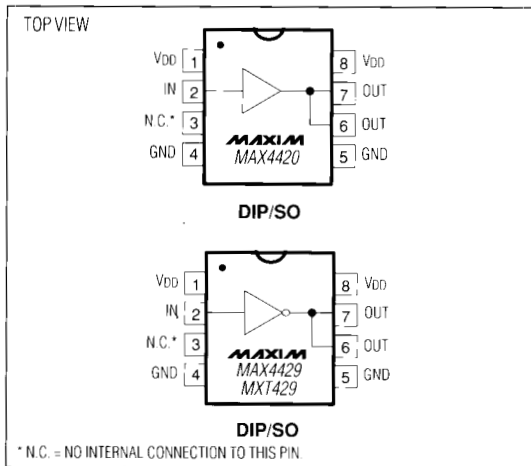 TOP VIEW
VDD 1 8 VDD
IN 2 7 OUT
N.C.* 3 6 OUT
GND 4 5 GND
MAXIM
MAX4420
DIP/SO
VDD 1 8 VDD
IN 2 7 OUT
N.C.* 3 6 OUT
GND 4 5 GND
MAXIM
MAX4429
MXT429
DIP/SO
* N.C. = NO INTERNAL CONNECTION TO THIS PIN.